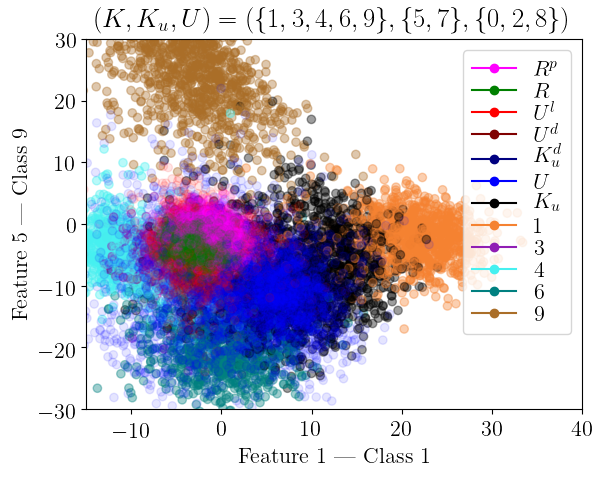 (K, K_u, U) = ({1, 3, 4, 6, 9}, {5, 7}, {0, 2, 8})
30
20
10
0
−10
−20
−30
Feature 5 — Class 9
−10
0
10
20
30
40
Feature 1 — Class 1
R^p
R
U^l
U^d
K_u^d
U
K_u
1
3
4
6
9